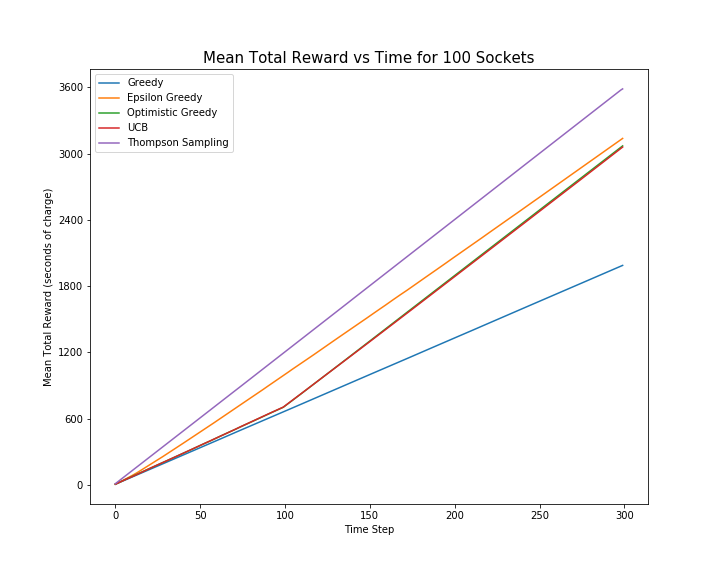 Mean Total Reward vs Time for 100 Sockets
Greedy
Epsilon Greedy
Optimistic Greedy
UCB
Thompson Sampling
Mean Total Reward (seconds of charge)
3600
3000
2400
1800
1200
600
0
0 50 100 150 200 250 300
Time Step